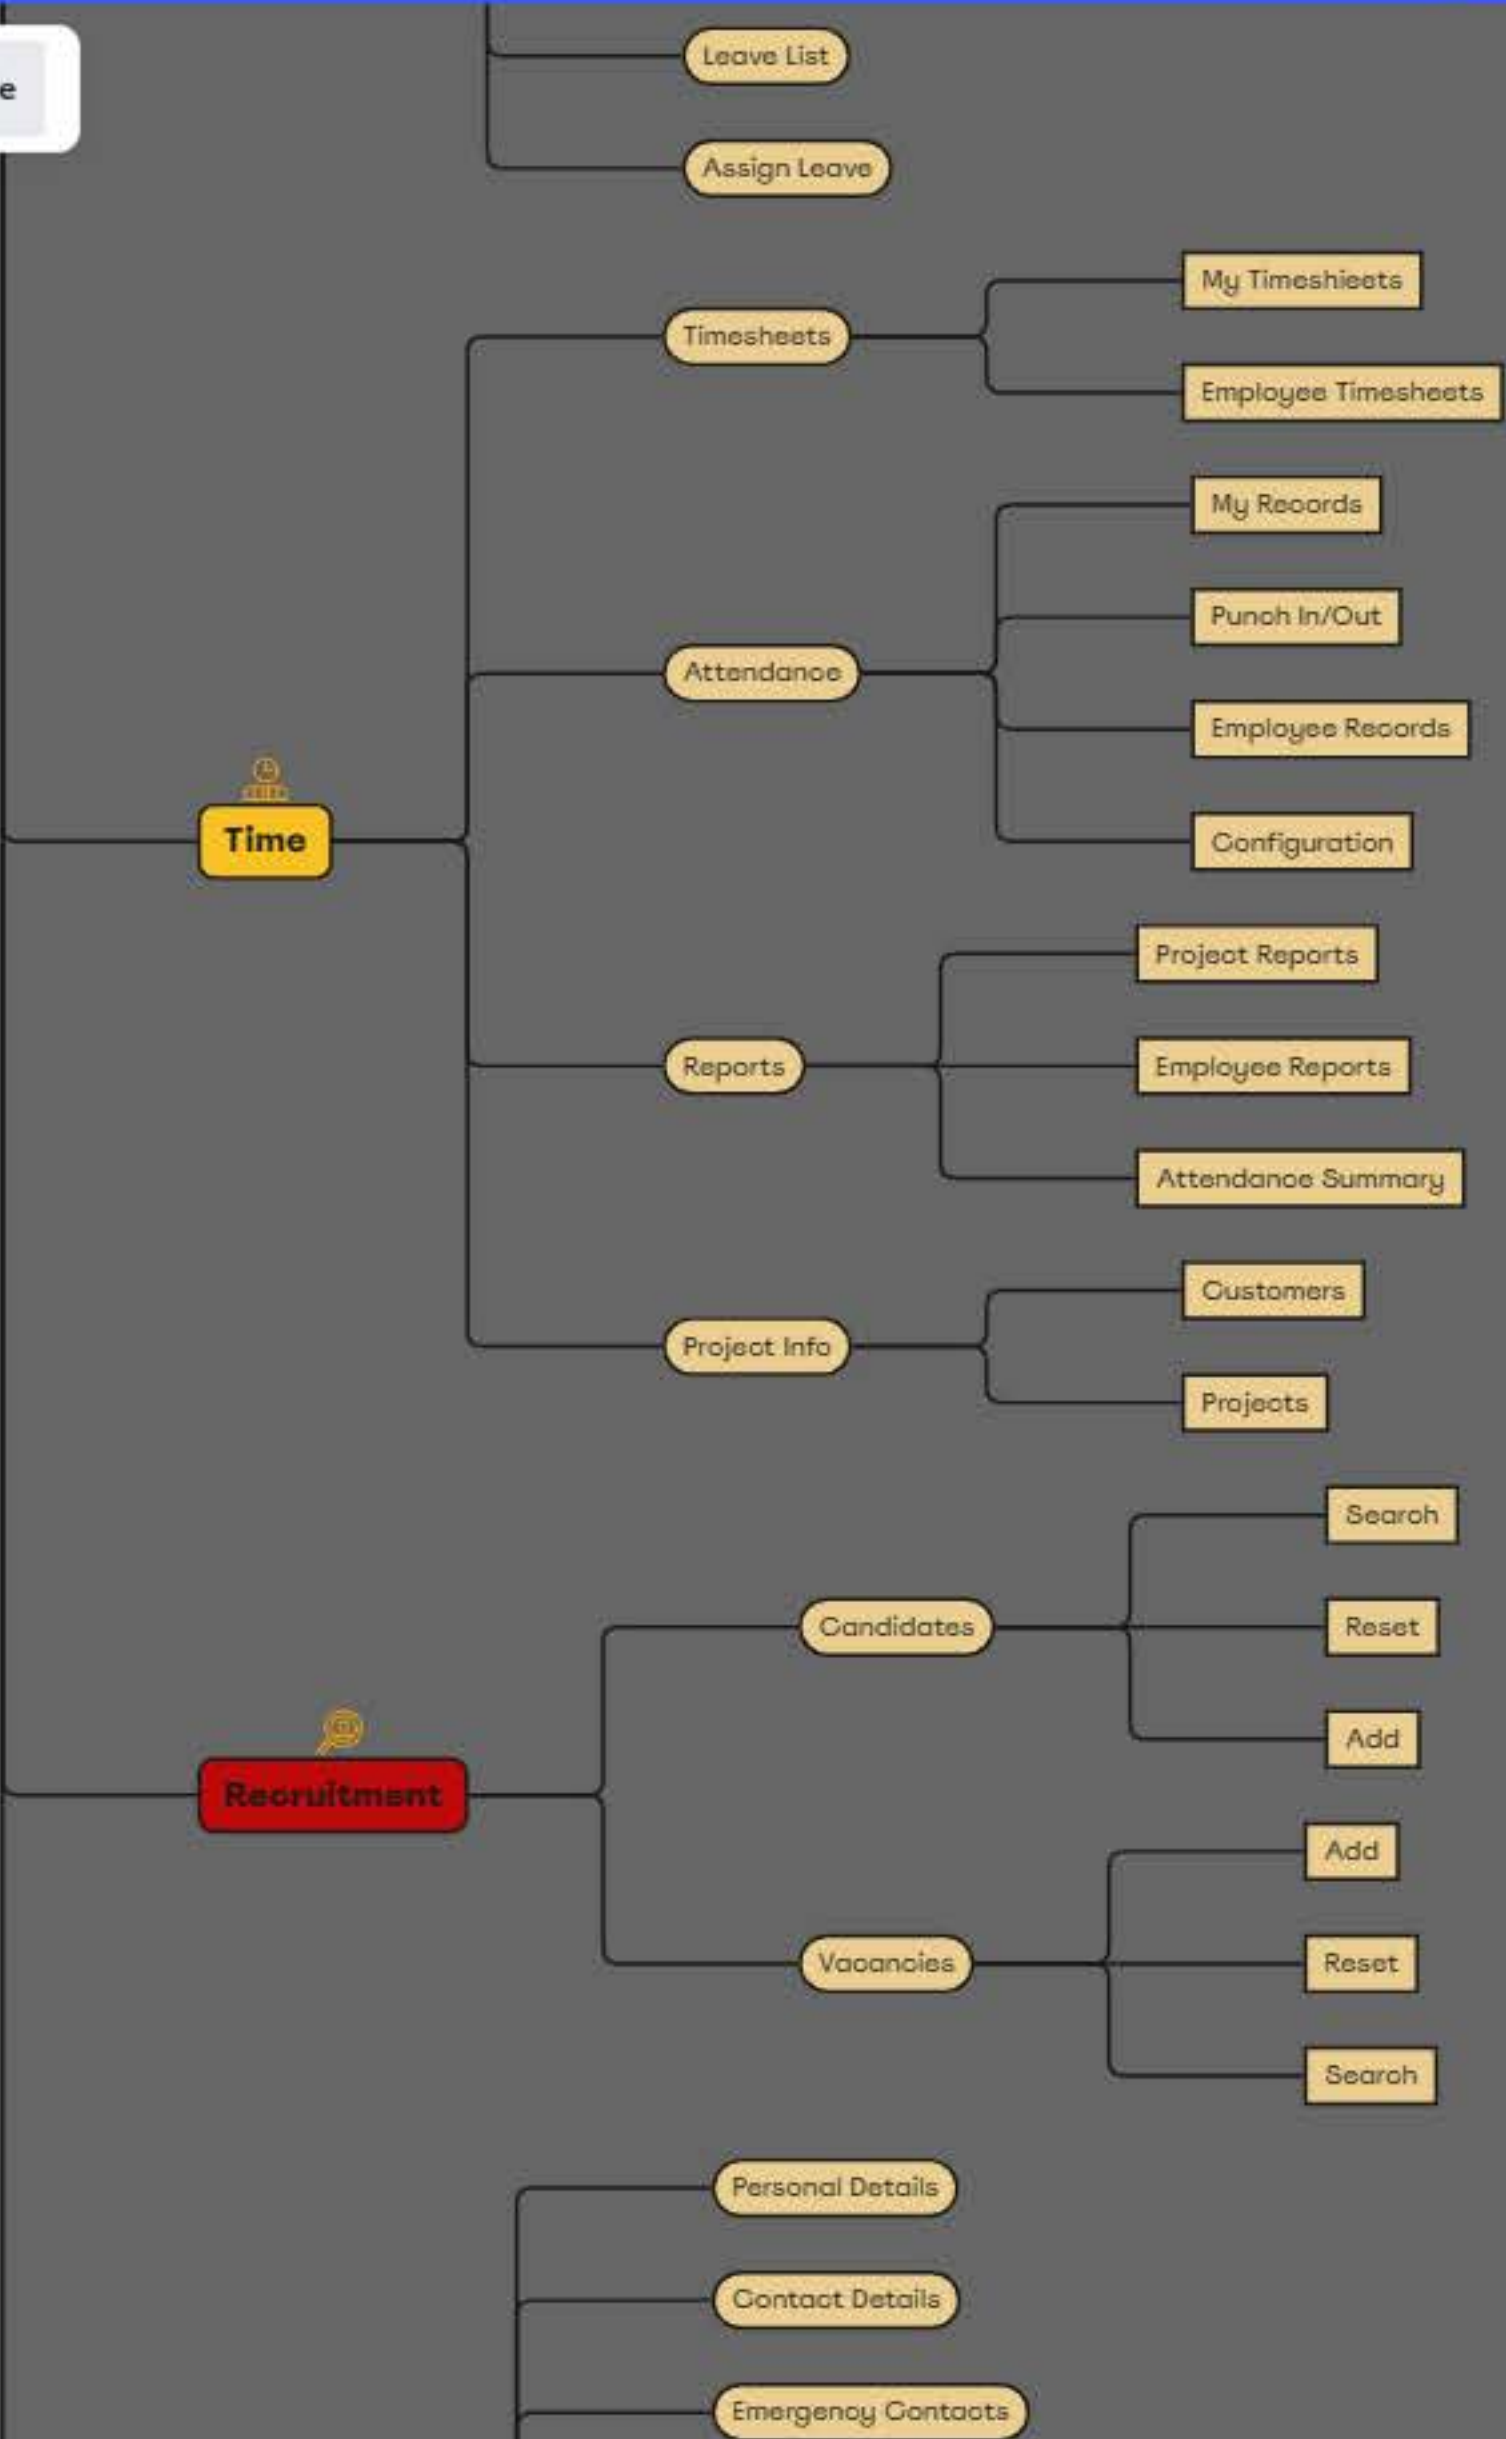 e
Leave List
Assign Leave
My Timeshieets
Timesheets
Employee Timesheets
My Records
Punch In/Out
Attendance
Employee Records
Time
Configuration
Project Reports
Reports
Employee Reports
Attendance Summary
Customers
Project Info
Projects
Search
Candidates
Reset
Add
Recruitment
Add
Vacancies
Reset
Search
Personal Details
Contact Details
Emergency Contacts